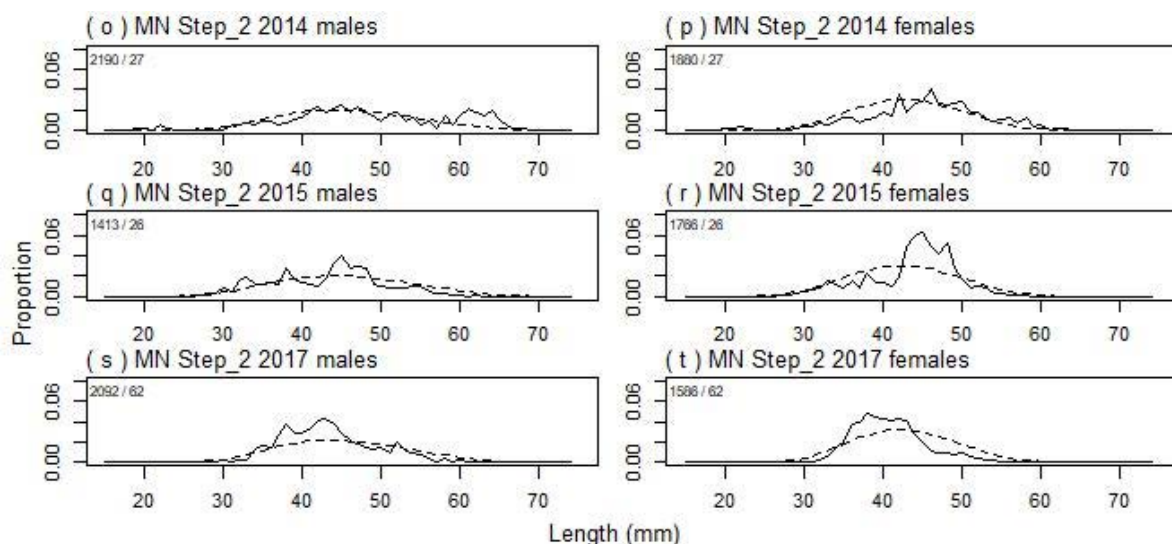 ( o ) MN Step_2 2014 males
2190 / 27
0.06
0.00
20 30 40 50 60 70
( p ) MN Step_2 2014 females
1880 / 27
0.06
0.00
20 30 40 50 60 70
( q ) MN Step_2 2015 males
1413 / 26
0.06
0.00
20 30 40 50 60 70
( r ) MN Step_2 2015 females
1766 / 26
0.06
0.00
20 30 40 50 60 70
( s ) MN Step_2 2017 males
2092 / 62
0.06
0.00
20 30 40 50 60 70
( t ) MN Step_2 2017 females
1586 / 62
0.06
0.00
20 30 40 50 60 70
Proportion
Length (mm)